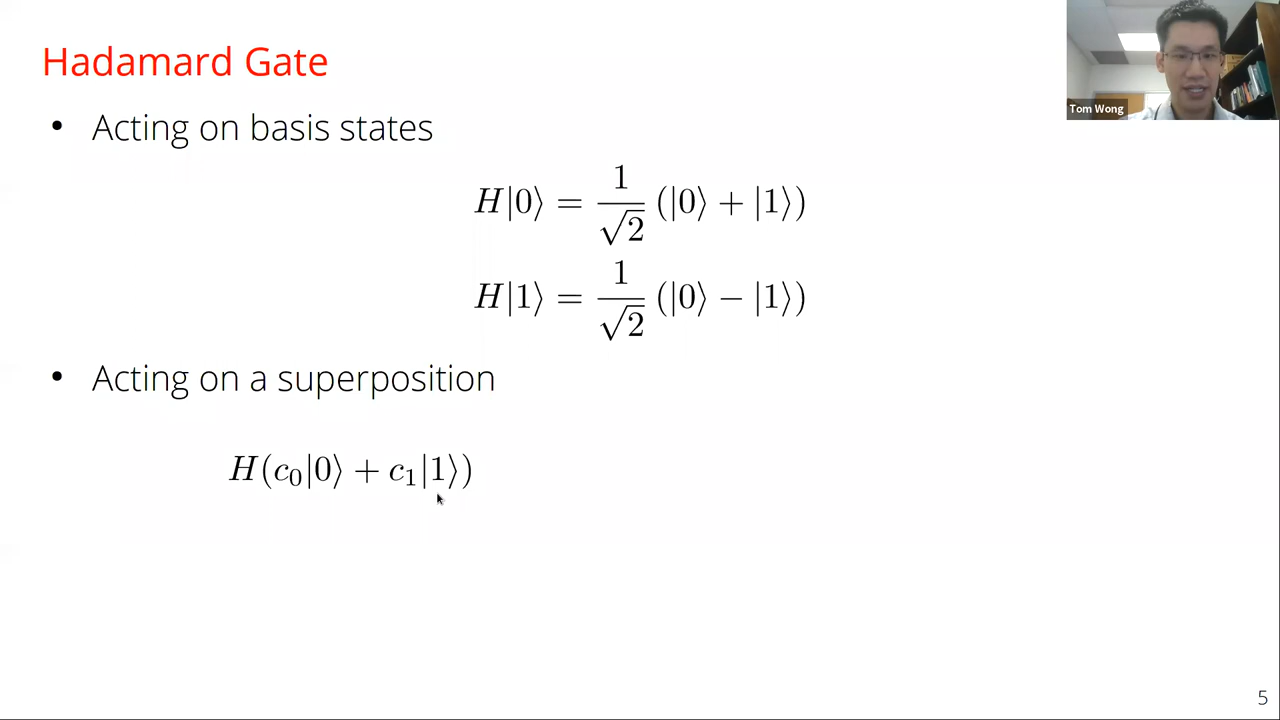 Hadamard Gate
Tom Wong
• Acting on basis states
H|0⟩ = 1/√2 (|0⟩ + |1⟩)
H|1⟩ = 1/√2 (|0⟩ − |1⟩)
• Acting on a superposition
H(c₀|0⟩ + c₁|1⟩)
5